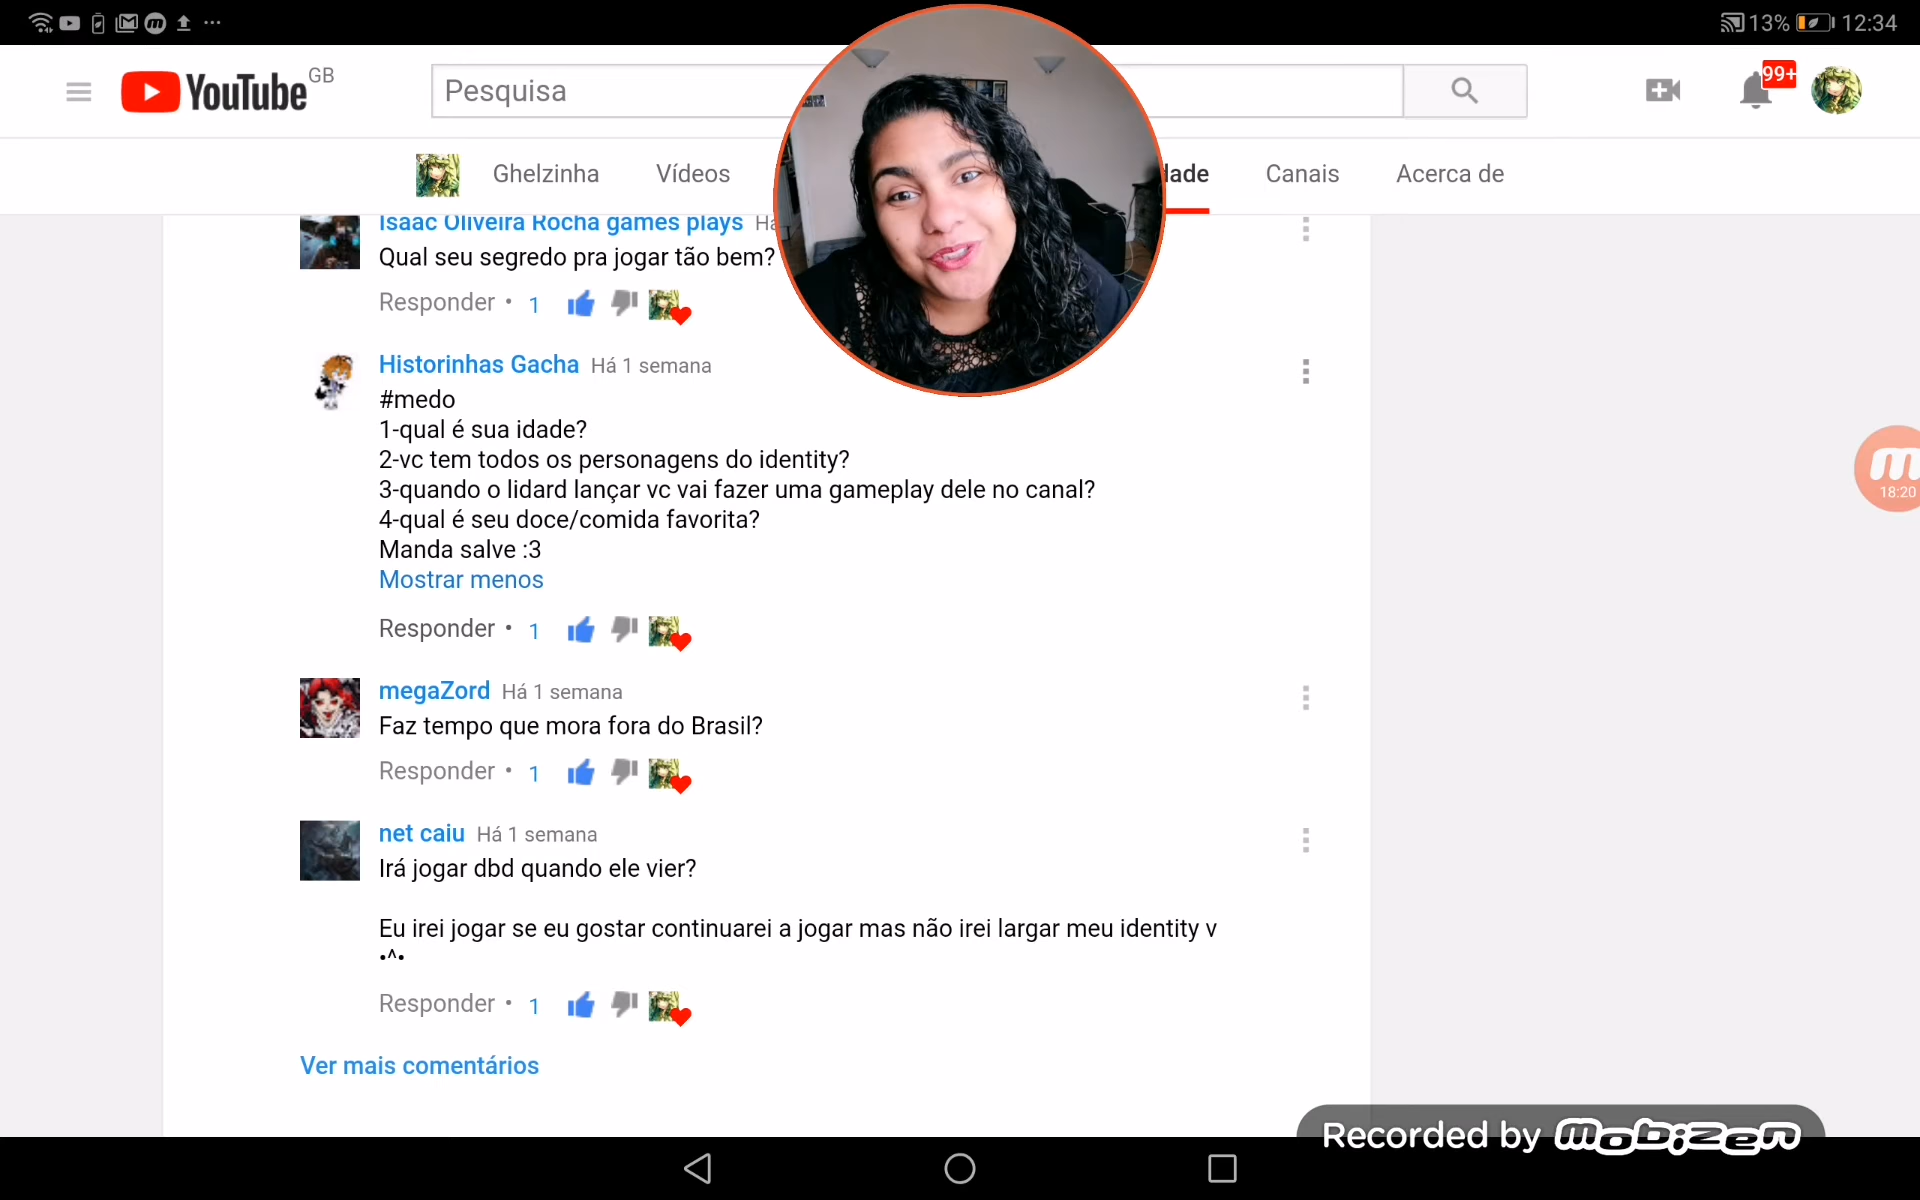 13% 12:34
YouTube GB
Pesquisa
99+
Ghelzinha Vídeos dade Canais Acerca de
Isaac Oliveira Rocha games plays Há
Qual seu segredo pra jogar tão bem?
Responder • 1
Historinhas Gacha Há 1 semana
#medo
1-qual é sua idade?
2-vc tem todos os personagens do identity?
3-quando o lidard lançar vc vai fazer uma gameplay dele no canal?
4-qual é seu doce/comida favorita?
Manda salve :3
Mostrar menos
Responder • 1
18:20
megaZord Há 1 semana
Faz tempo que mora fora do Brasil?
Responder • 1
net caiu Há 1 semana
Irá jogar dbd quando ele vier?
Eu irei jogar se eu gostar continuarei a jogar mas não irei largar meu identity v
•^•
Responder • 1
Ver mais comentários
Recorded by mobizen